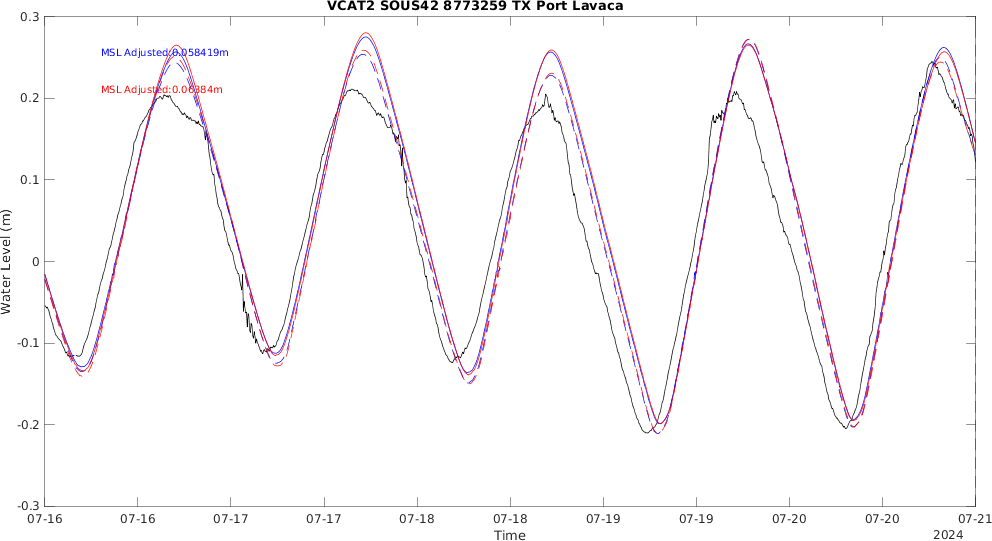 VCAT2 SOUS42 8773259 TX Port Lavaca
MSL Adjusted:0.058419m
MSL Adjusted:0.06384m
Water Level (m)
0.3
0.2
0.1
0
-0.1
-0.2
-0.3
07-16 07-16 07-17 07-17 07-18 07-18 07-19 07-19 07-20 07-20 07-21
Time
2024